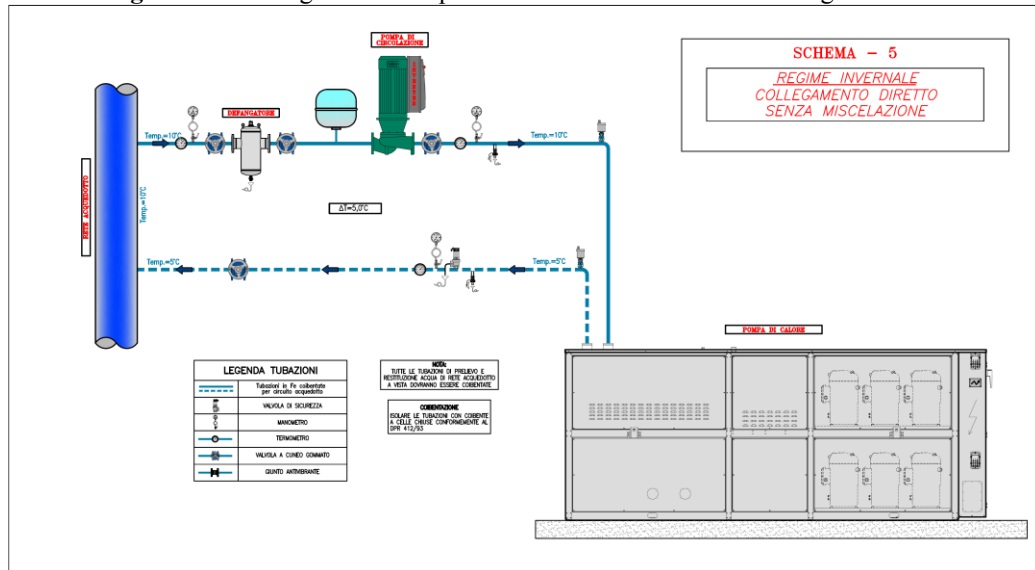 POMPA DI
CIRCOLAZIONE
SCHEMA - 5
REGIME INVERNALE
COLLEGAMENTO DIRETTO
SENZA MISCELAZIONE
DEFANGATORE
INVERTER
Temp.=10°C
Temp.=10°C
RETE ACQUEDOTTO
Temp.=10°C
ΔT=5,0°C
Temp.=5°C
Temp.=5°C
POMPA DI CALORE
LEGENDA TUBAZIONI
Tubazioni in Fe coibentate
per circuito acquedotto
VALVOLA DI SICUREZZA
MANOMETRO
TERMOMETRO
VALVOLA A CUNEO GOMMATO
GIUNTO ANTIVIBRANTE
NOTA:
TUTTE LE TUBAZIONI DI PRELIEVO E
RESTITUZIONE ACQUA DI RETE ACQUEDOTTO
A VISTA DOVRANNO ESSERE COIBENTATE
COIBENTAZIONE
ISOLARE LE TUBAZIONI CON COIBENTE
A CELLE CHIUSE CONFORMEMENTE AL
DPR 412/93